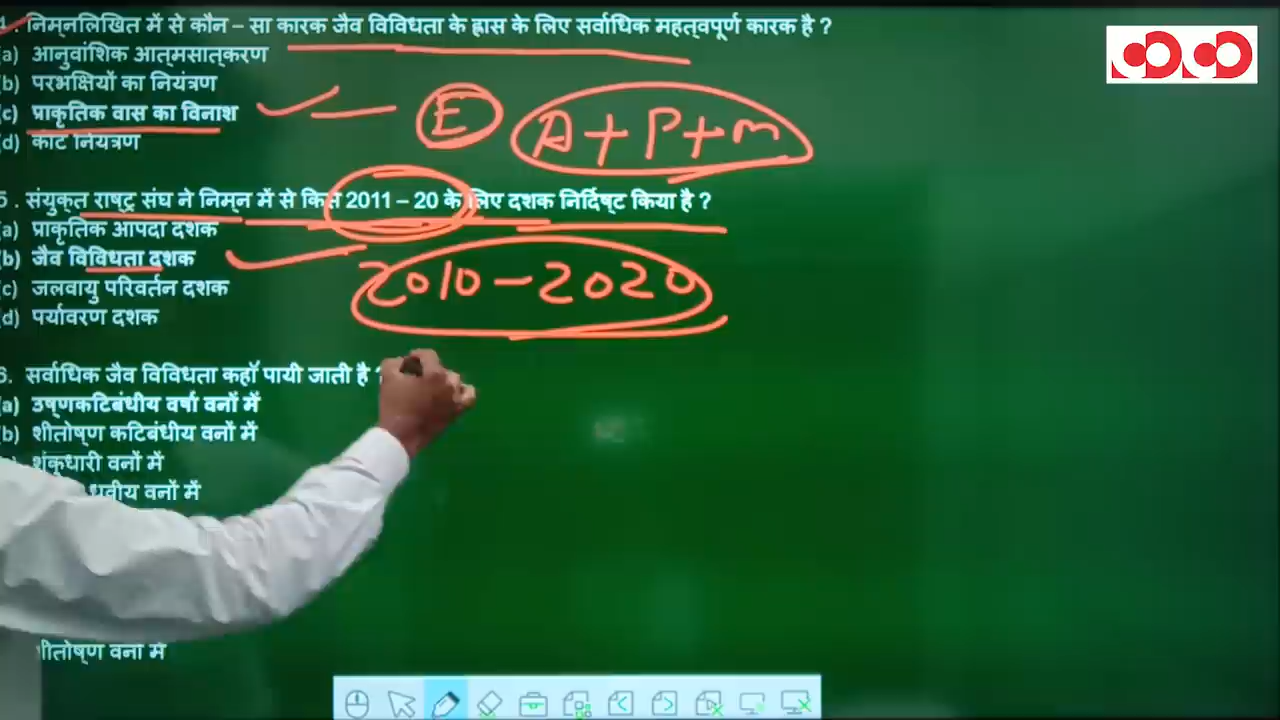 4. निम्नलिखित में से कौन – सा कारक जैव विविधता के ह्रास के लिए सर्वाधिक महत्वपूर्ण कारक है ?
(a) आनुवांशिक आत्मसात्करण
(b) परभक्षियों का नियंत्रण
(c) प्राकृतिक वास का विनाश
(d) कीट नियंत्रण
E A+P+m
5 . संयुक्त राष्ट्र संघ ने निम्न में से किसे 2011 – 20 के लिए दशक निर्दिष्ट किया है ?
(a) प्राकृतिक आपदा दशक
(b) जैव विविधता दशक
2010-2020
(c) जलवायु परिवर्तन दशक
(d) पर्यावरण दशक
6. सर्वाधिक जैव विविधता कहाँ पायी जाती है ?
(a) उष्णकटिबंधीय वर्षा वनों में
(b) शीतोष्ण कटिबंधीय वनों में
शंकुधारी वनों में
ध्रुवीय वनों में
शीतोष्ण वनों में